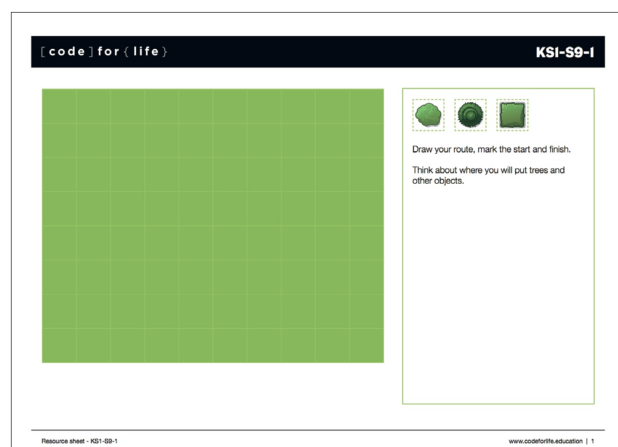 [code]for{life}
KS1-S9-1
Draw your route, mark the start and finish.
Think about where you will put trees and
other objects.
Resource sheet - KS1-S9-1
www.codeforlife.education | 1